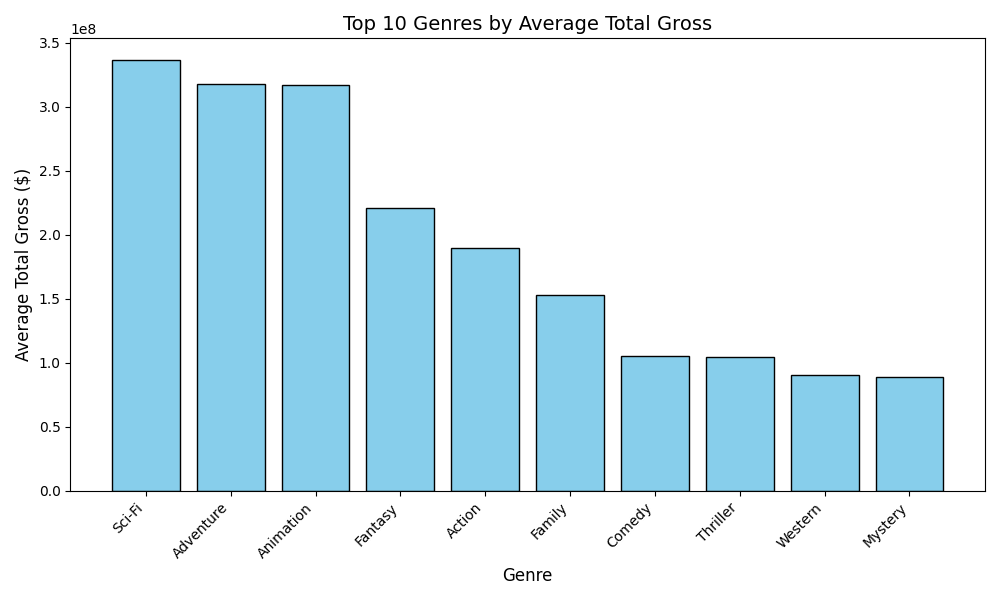 Top 10 Genres by Average Total Gross
1e8
3.5
3.0
2.5
2.0
1.5
1.0
0.5
0.0
Average Total Gross ($)
Sci-Fi
Adventure
Animation
Fantasy
Action
Family
Comedy
Thriller
Western
Mystery
Genre